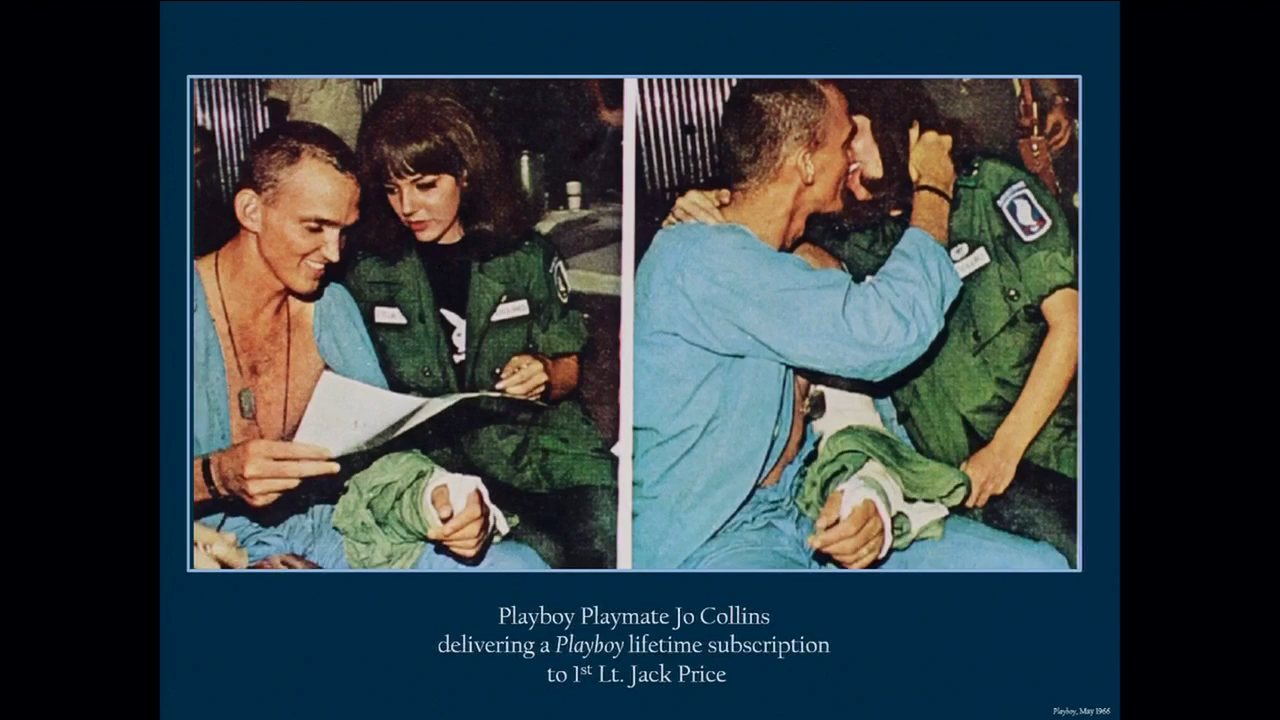 Playboy Playmate Jo Collins
delivering a Playboy lifetime subscription
to 1st Lt. Jack Price
Playboy, May 1966